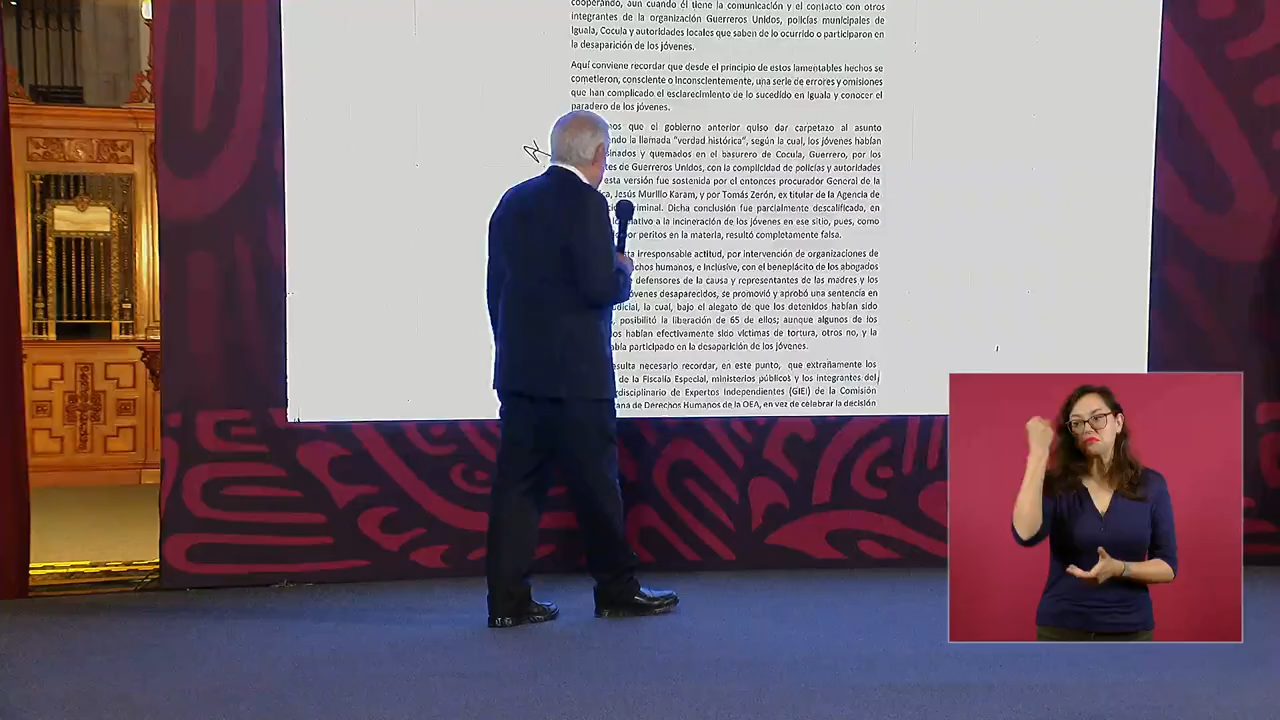 cooperando, aun cuando él tiene la comunicación y el contacto con otros
integrantes de la organización Guerreros Unidos, policías municipales de
Iguala, Cocula y autoridades locales que saben de lo ocurrido o participaron en
la desaparición de los jóvenes.
Aquí conviene recordar que desde el principio de estos lamentables hechos se
cometieron, consciente o inconscientemente, una serie de errores y omisiones
que han complicado el esclarecimiento de lo sucedido en Iguala y conocer el
paradero de los jóvenes.
que el gobierno anterior quiso dar carpetazo al asunto
la llamada "verdad histórica", según la cual, los jóvenes habían
y quemados en el basurero de Cocula, Guerrero, por los
de Guerreros Unidos, con la complicidad de policías y autoridades
esta versión fue sostenida por el entonces procurador General de la
Jesús Murillo Karam, y por Tomás Zerón, ex titular de la Agencia de
Dicha conclusión fue parcialmente descalificada, en
a la incineración de los jóvenes en ese sitio, pues, como
por peritos en la materia, resultó completamente falsa.
irresponsable actitud, por intervención de organizaciones de
humanos, e inclusive, con el beneplácito de los abogados
defensores de la causa y representantes de las madres y los
desaparecidos, se promovió y aprobó una sentencia en
la cual, bajo el alegato de que los detenidos habían sido
posibilitó la liberación de 65 de ellos; aunque algunos de los
habían efectivamente sido víctimas de tortura, otros no, y la
participado en la desaparición de los jóvenes.
necesario recordar, en este punto, que extrañamente los
de la Fiscalía Especial, ministerios públicos y los integrantes del
de Expertos Independientes (GIEI) de la Comisión
de Derechos Humanos de la OEA, en vez de celebrar la decisión